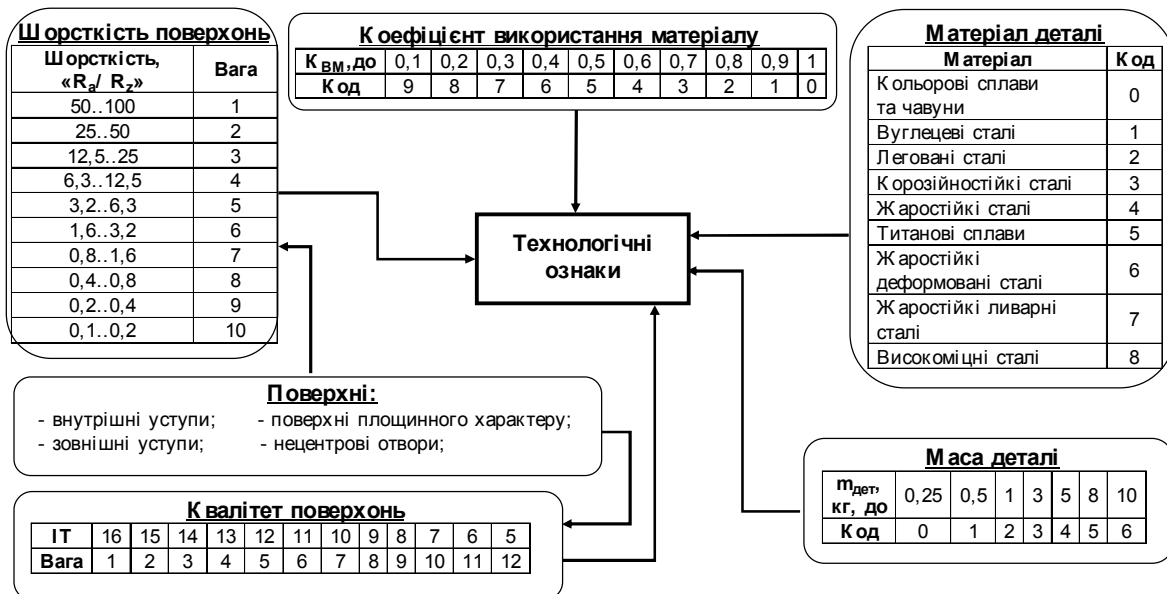 Шорсткість поверхонь
Шорсткість, «Ra/ Rz» Вага
50..100 1
25..50 2
12,5..25 3
6,3..12,5 4
3,2..6,3 5
1,6..3,2 6
0,8..1,6 7
0,4..0,8 8
0,2..0,4 9
0,1..0,2 10
Коефіцієнт використання матеріалу
КВМ,до 0,1 0,2 0,3 0,4 0,5 0,6 0,7 0,8 0,9 1
Код 9 8 7 6 5 4 3 2 1 0
Матеріал деталі
Матеріал Код
Кольорові сплави
та чавуни 0
Вуглецеві сталі 1
Леговані сталі 2
Корозійностійкі сталі 3
Жаростійкі сталі 4
Титанові сплави 5
Жаростійкі
деформовані сталі 6
Жаростійкі ливарні
сталі 7
Високоміцні сталі 8
Технологічні
ознаки
Поверхні:
- внутрішні уступи; - поверхні площинного характеру;
- зовнішні уступи; - нецентрові отвори;
Квалітет поверхонь
IT 16 15 14 13 12 11 10 9 8 7 6 5
Вага 1 2 3 4 5 6 7 8 9 10 11 12
Маса деталі
mдет,
кг, до 0,25 0,5 1 3 5 8 10
Код 0 1 2 3 4 5 6